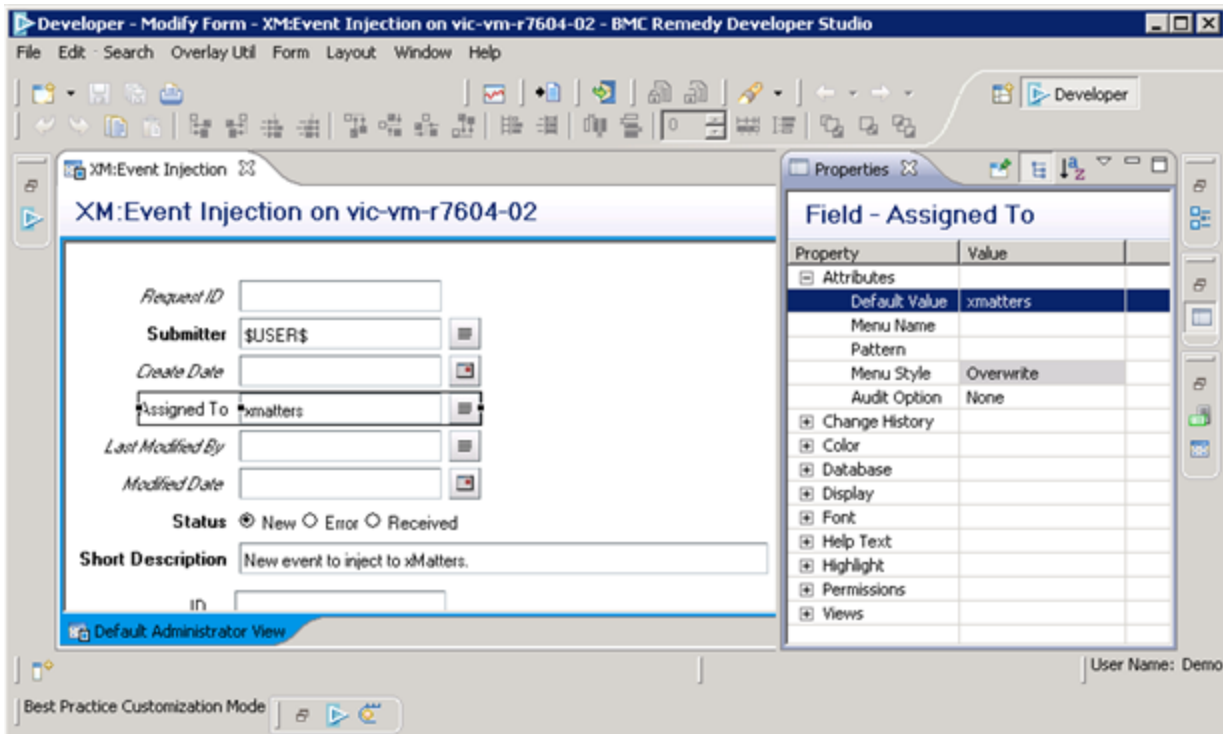 Developer - Modify Form - XM:Event Injection on vic-vm-r7604-02 - BMC Remedy Developer Studio
File Edit Search Overlay Util Form Layout Window Help
Developer
0
XM:Event Injection
XM:Event Injection on vic-vm-r7604-02
Request ID
Submitter $USER$
Create Date
Assigned To xmatters
Last Modified By
Modified Date
Status New Error Received
Short Description New event to inject to xMatters.
ID
Default Administrator View
Properties
Field - Assigned To
Property Value
Attributes
Default Value xmatters
Menu Name
Pattern
Menu Style Overwrite
Audit Option None
Change History
Color
Database
Display
Font
Help Text
Highlight
Permissions
Views
User Name: Demo
Best Practice Customization Mode